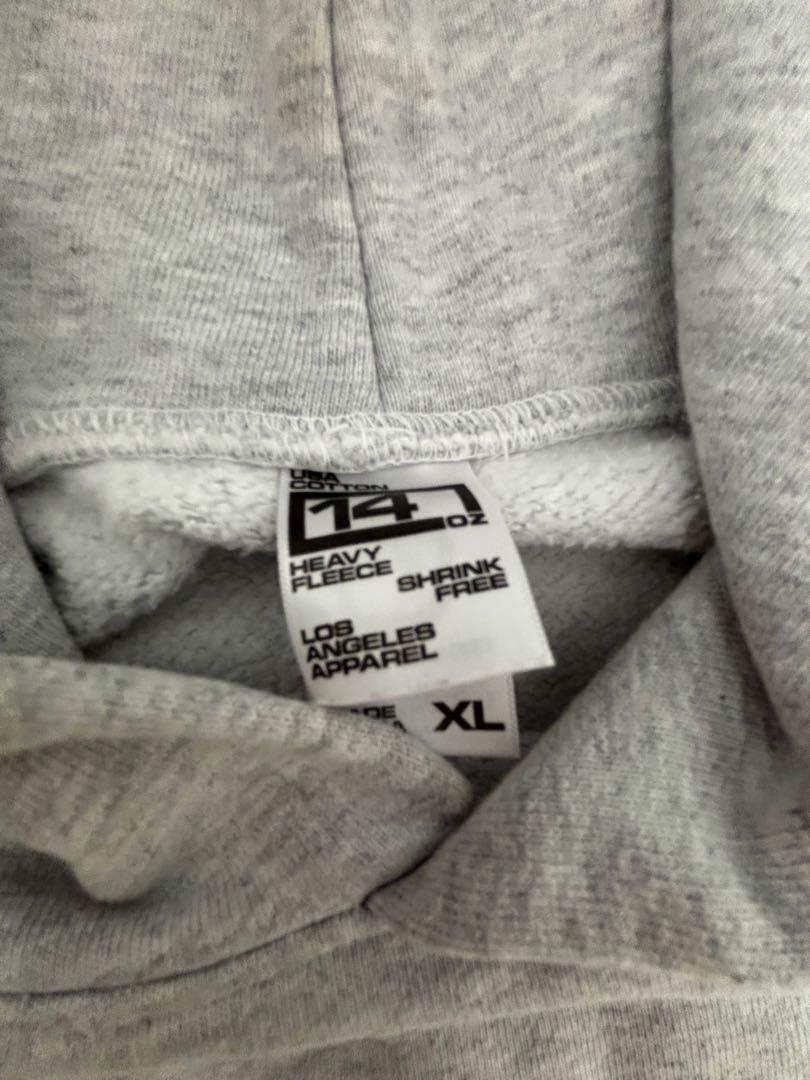 USA
COTTON
14 OZ
HEAVY
FLEECE
SHRINK
FREE
LOS
ANGELES
APPAREL
XL